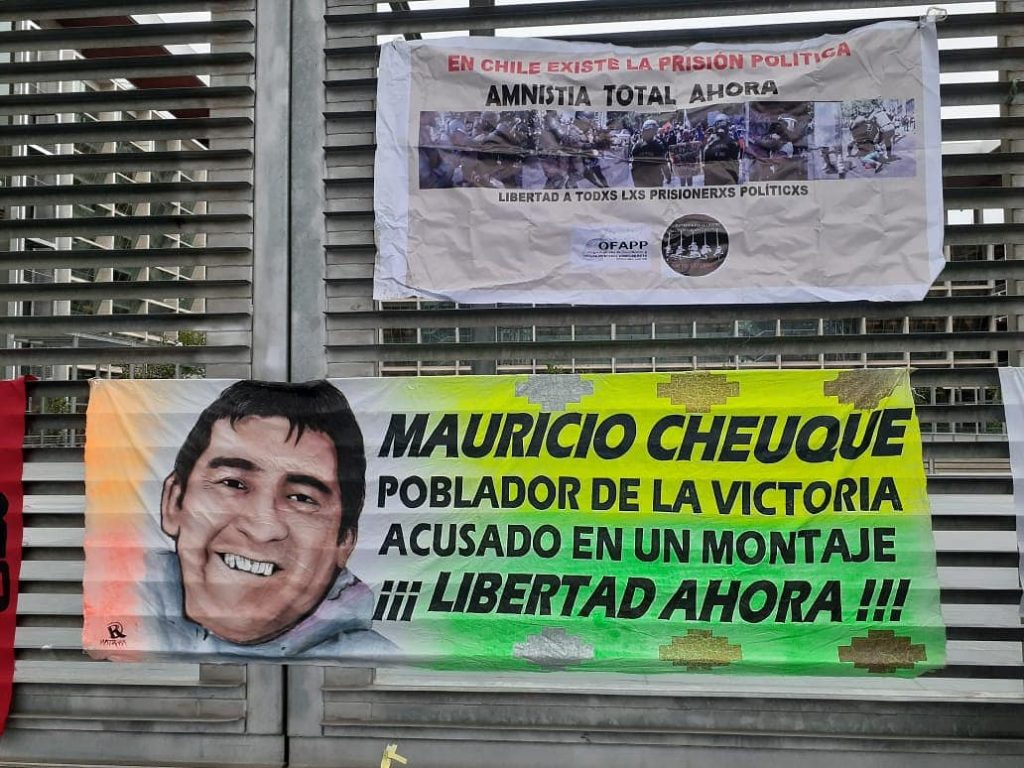 EN CHILE EXISTE LA PRISIÓN POLÍTICA
AMNISTIA TOTAL AHORA
LIBERTAD A TODXS LXS PRISIONERXS POLÍTICXS
OFAPP
MAURICIO CHEUQUE
POBLADOR DE LA VICTORIA
ACUSADO EN UN MONTAJE
¡¡¡ LIBERTAD AHORA !!!